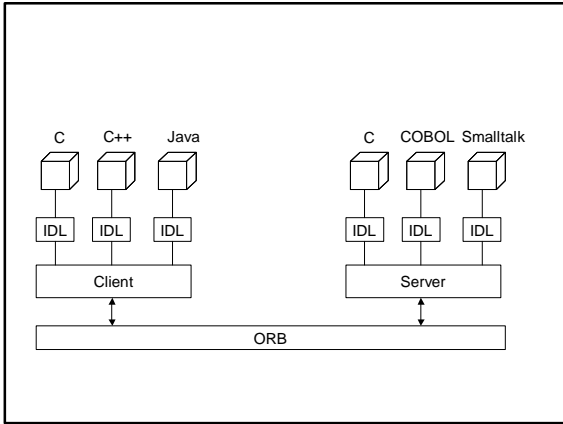 C C++ Java C COBOL Smalltalk
IDL IDL IDL IDL IDL IDL
Client Server
ORB